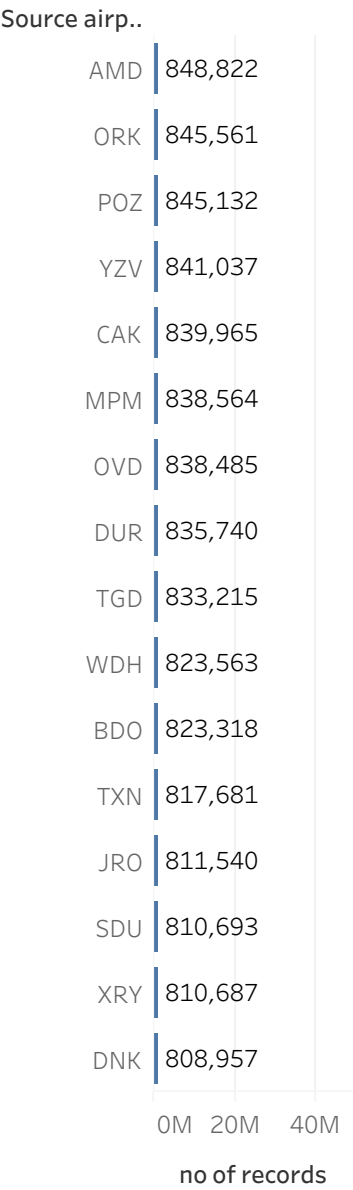 Source airp..
AMD 848,822
ORK 845,561
POZ 845,132
YZV 841,037
CAK 839,965
MPM 838,564
OVD 838,485
DUR 835,740
TGD 833,215
WDH 823,563
BDO 823,318
TXN 817,681
JRO 811,540
SDU 810,693
XRY 810,687
DNK 808,957
0M 20M 40M
no of records